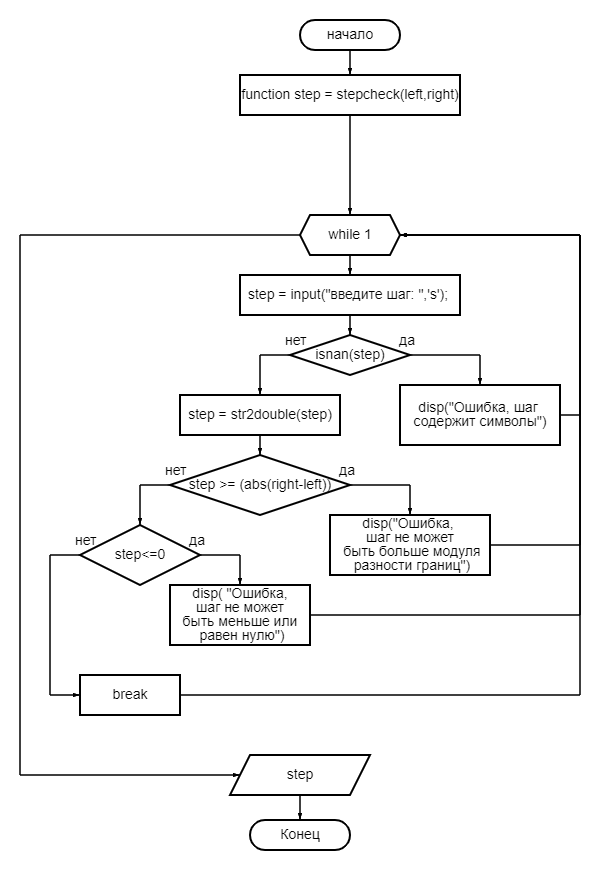 начало
function step = stepcheck(left,right)
while 1
step = input("введите шаг: ",'s');
нет
да
isnan(step)
step = str2double(step)
disp("Ошибка, шаг
содержит символы")
нет
да
step >= (abs(right-left))
disp("Ошибка,
шаг не может
быть больше модуля
разности границ")
нет
да
step<=0
disp( "Ошибка,
шаг не может
быть меньше или
равен нулю")
break
step
Конец